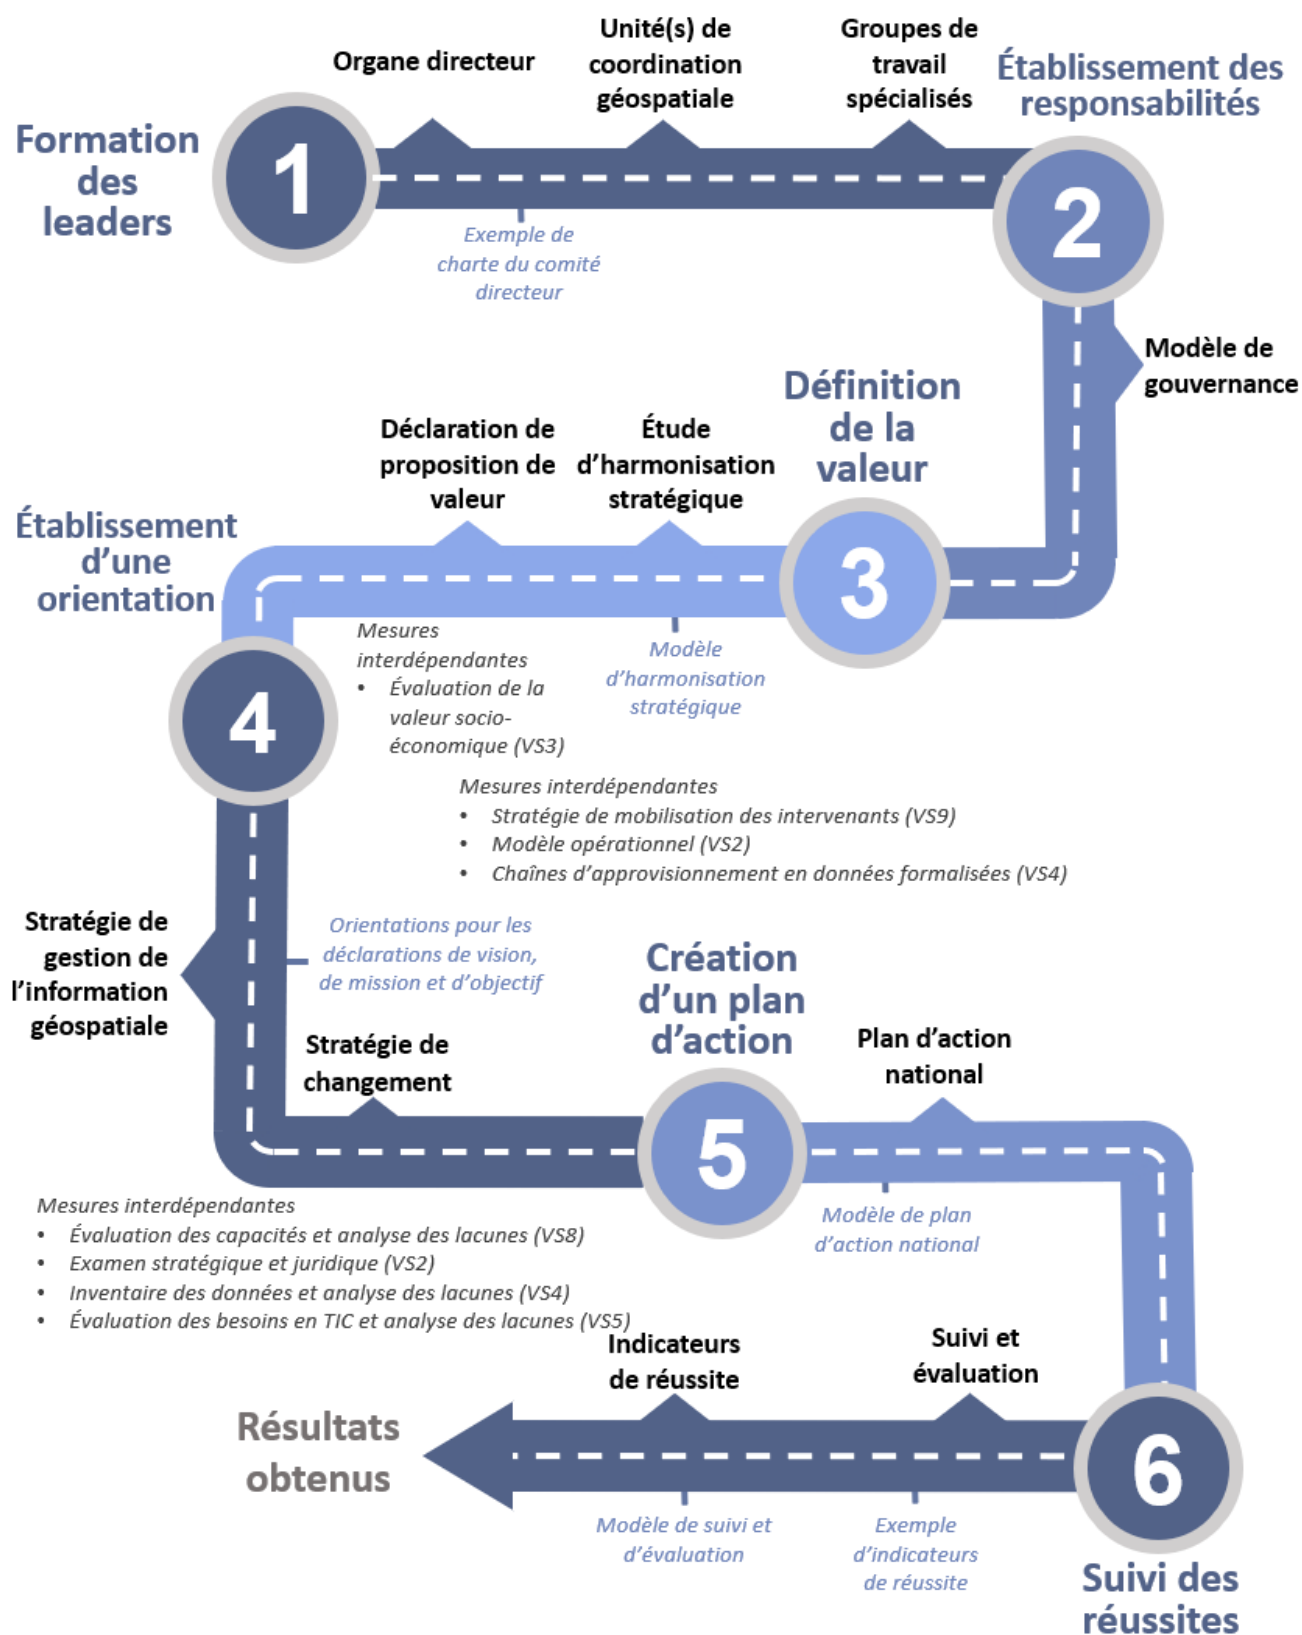 Formation
des
leaders
1
Organe directeur
Unité(s) de
coordination
géospatiale
Groupes de
travail
spécialisés
Exemple de
charte du comité
directeur
Établissement des
responsabilités
2
Modèle de
gouvernance
Définition
de la
valeur
3
Étude
d’harmonisation
stratégique
Déclaration de
proposition de
valeur
Modèle
d’harmonisation
stratégique
Mesures
interdépendantes
• Évaluation de la
valeur socio-
économique (VS3)
Établissement
d’une
orientation
4
Mesures interdépendantes
• Stratégie de mobilisation des intervenants (VS9)
• Modèle opérationnel (VS2)
• Chaînes d’approvisionnement en données formalisées (VS4)
Stratégie de
gestion de
l’information
géospatiale
Orientations pour les
déclarations de vision,
de mission et d’objectif
Stratégie de
changement
Mesures interdépendantes
• Évaluation des capacités et analyse des lacunes (VS8)
• Examen stratégique et juridique (VS2)
• Inventaire des données et analyse des lacunes (VS4)
• Évaluation des besoins en TIC et analyse des lacunes (VS5)
Création
d’un plan
d’action
5
Plan d’action
national
Modèle de plan
d’action national
6
Suivi des
réussites
Suivi et
évaluation
Indicateurs
de réussite
Exemple
d’indicateurs
de réussite
Modèle de suivi et
d’évaluation
Résultats
obtenus